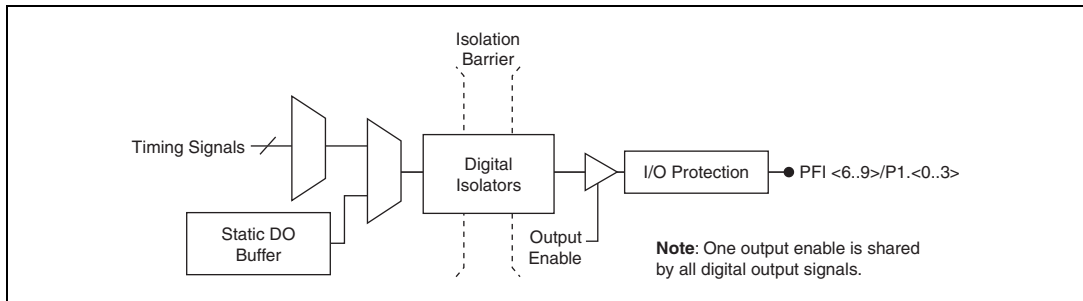 Isolation
Barrier
Timing Signals
Digital
Isolators
I/O Protection
PFI <6..9>/P1.<0..3>
Static DO
Buffer
Output
Enable
Note: One output enable is shared
by all digital output signals.